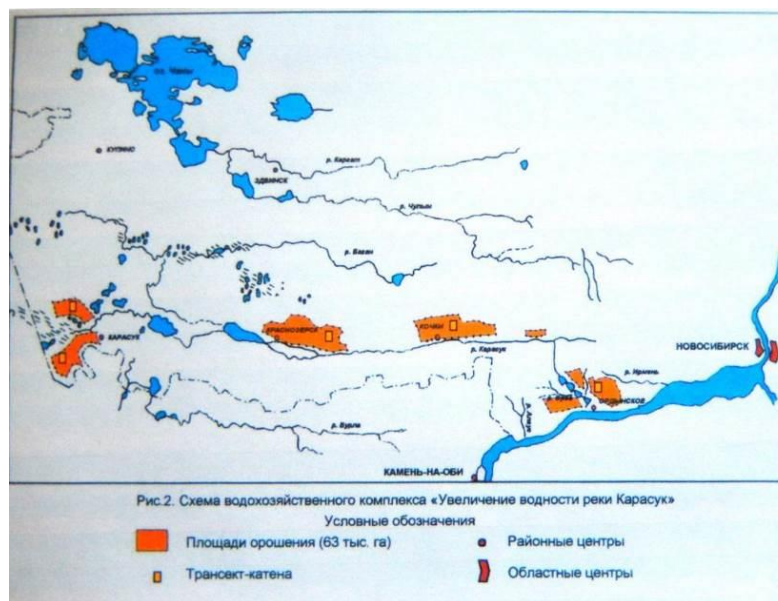 оз. Чаны
КУПИНО
р. Каргат
ЗДВИНСК
р. Чулым
р. Баган
КРАСНОЗЕРСК
КОЧКИ
КАРАСУК
р. Карасук
НОВОСИБИРСК
р. Ирмень
ОРДЫНСКОЕ
р. Бурла
КАМЕНЬ-НА-ОБИ
Рис.2. Схема водохозяйственного комплекса «Увеличение водности реки Карасук»
Условные обозначения
Площади орошения (63 тыс. га)
Районные центры
Трансект-катена
Областные центры